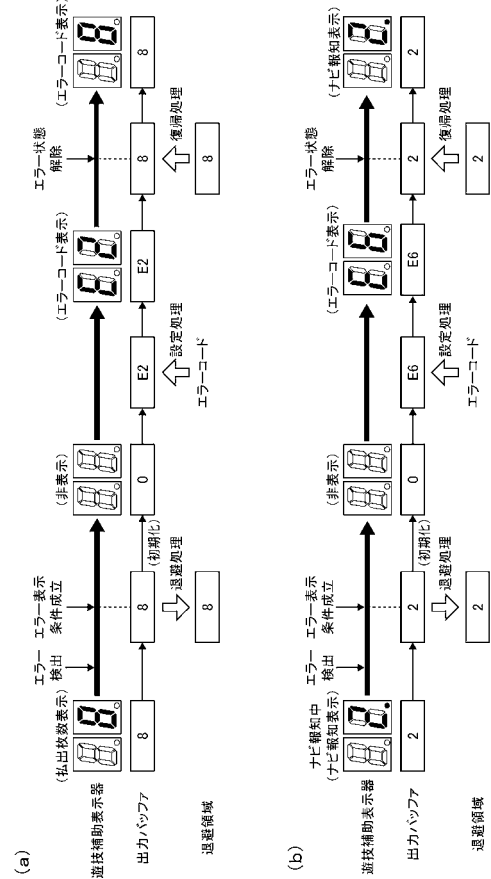 (a)
(払出枚数表示)
エラー
検出
エラー表示
条件成立
(非表示)
(エラーコード表示)
エラー状態
解除
(エラーコード表示)
遊技補助表示器
出力バッファ
8
8
(初期化)
0
E2
E2
8
8
退避処理
設定処理
エラーコード
復帰処理
退避領域
8
8
(b)
ナビ報知中
(ナビ報知表示)
エラー
検出
エラー表示
条件成立
(非表示)
(エラーコード表示)
エラー状態
解除
(ナビ報知表示)
遊技補助表示器
出力バッファ
2
2
(初期化)
0
E6
E6
2
2
退避処理
設定処理
エラーコード
復帰処理
退避領域
2
2